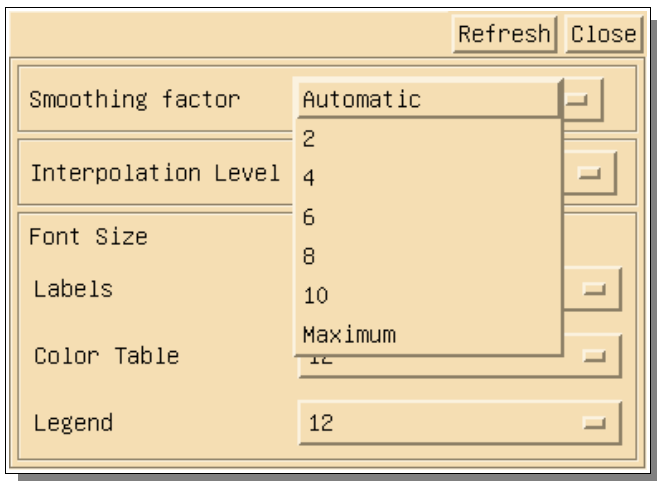 Refresh Close
Smoothing factor Automatic
2
Interpolation Level
4
6
Font Size
8
Labels
10
Maximum
Color Table 12
Legend 12